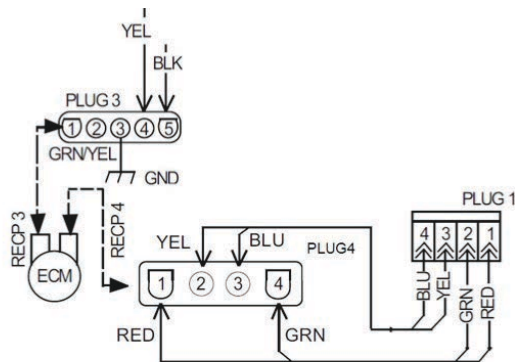 YEL
BLK
PLUG 3
1 2 3 4 5
GRN/YEL
GND
RECP 3
RECP 4
ECM
PLUG 1
4 3 2 1
BLU YEL GRN RED
YEL BLU PLUG4
1 2 3 4
RED GRN